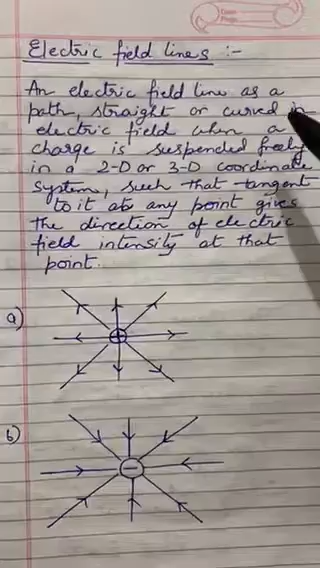 Electric field lines :-
An electric field line as a
path, straight or curved in
electric field when a
charge is suspended freely
in a 2-D or 3-D coordinate
system, such that tangent
to it ato any point gives
the direction of electric
field intensity at that
point.
a)
+
b)
−